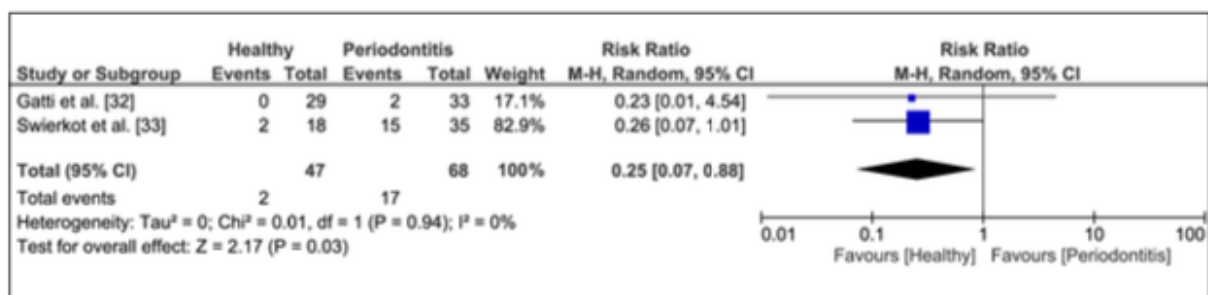 Healthy Periodontitis Risk Ratio Risk Ratio
Study or Subgroup Events Total Events Total Weight M-H, Random, 95% CI M-H, Random, 95% CI
Gatti et al. [32] 0 29 2 33 17.1% 0.23 [0.01, 4.54]
Swierkot et al. [33] 2 18 15 35 82.9% 0.26 [0.07, 1.01]
Total (95% CI) 47 68 100% 0.25 [0.07, 0.88]
Total events 2 17
Heterogeneity: Tau² = 0; Chi² = 0.01, df = 1 (P = 0.94); I² = 0%
Test for overall effect: Z = 2.17 (P = 0.03)
0.01 0.1 1 10 100
Favours [Healthy] Favours [Periodontitis]